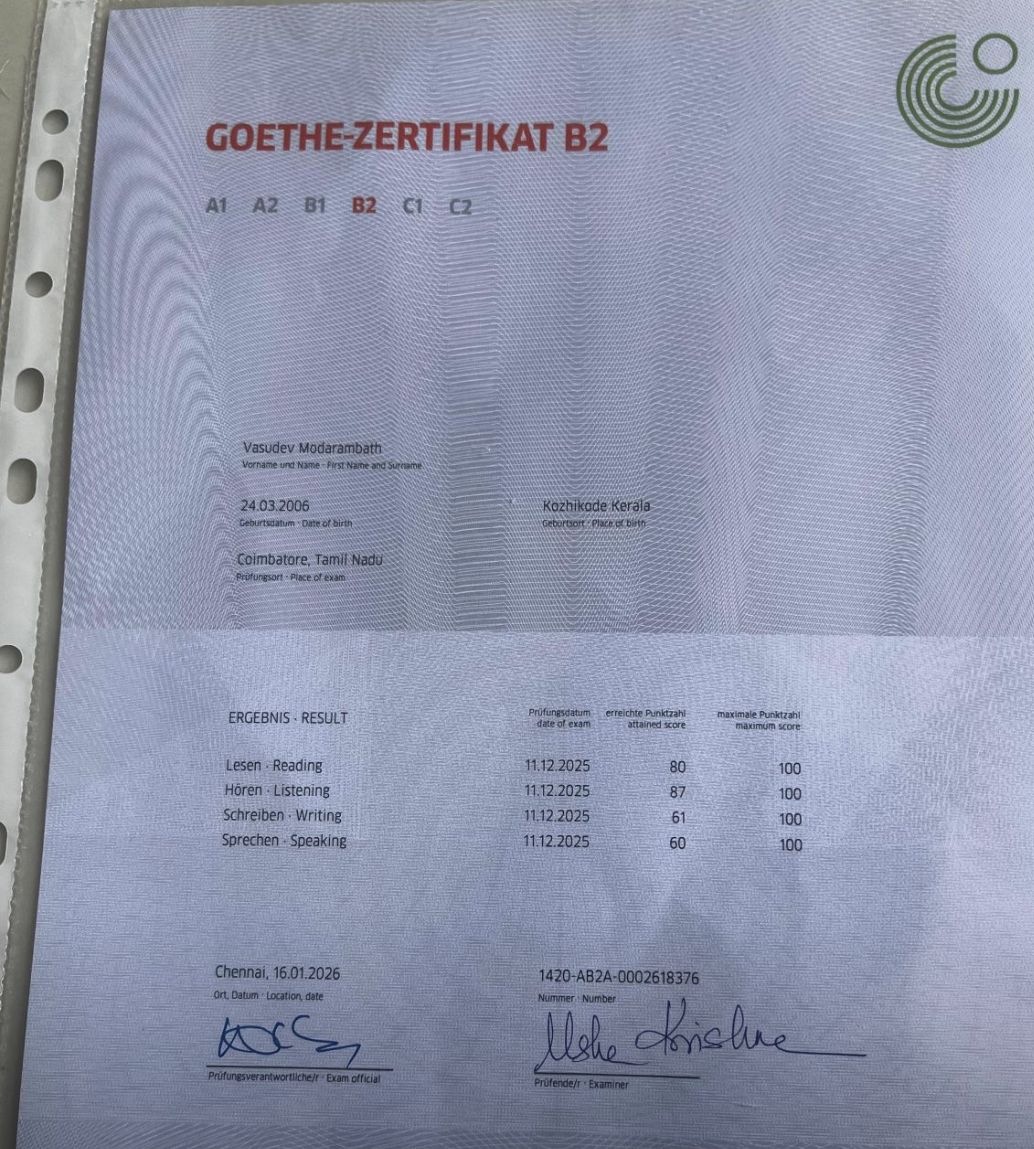 GOETHE-ZERTIFIKAT B2
A1 A2 B1 B2 C1 C2
Vasudev Modarambath
Vorname und Name · First Name and Surname
24.03.2006 Kozhikode Kerala
Geburtsdatum · Date of birth Geburtsort · Place of birth
Coimbatore, Tamil Nadu
Prüfungsort · Place of exam
ERGEBNIS · RESULT Prüfungsdatum erreichte Punktzahl maximale Punktzahl
date of exam attained score maximum score
Lesen · Reading 11.12.2025 80 100
Hören · Listening 11.12.2025 87 100
Schreiben · Writing 11.12.2025 61 100
Sprechen · Speaking 11.12.2025 60 100
Chennai, 16.01.2026 1420-AB2A-0002618376
Ort, Datum · Location, date Nummer · Number
Prüfungsverantwortliche/r · Exam official Prüfende/r · Examiner